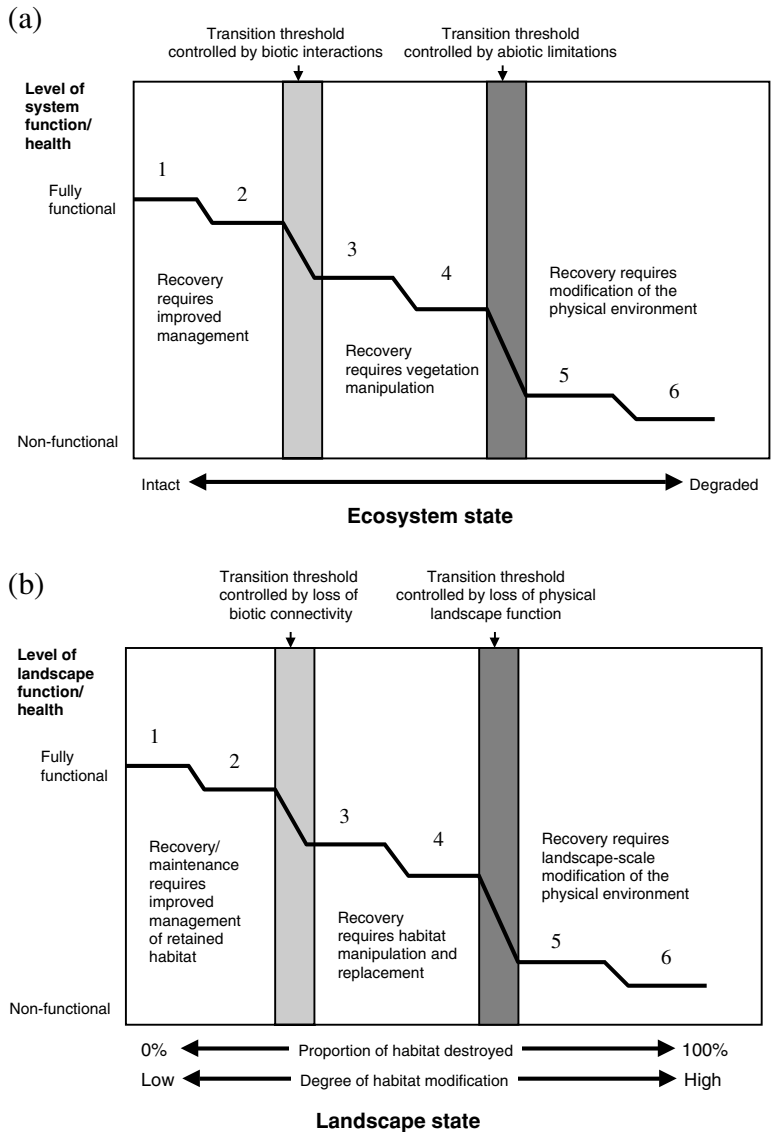 (a)
Transition threshold
controlled by biotic interactions
Transition threshold
controlled by abiotic limitations
Level of
system
function/
health
1
Fully
functional
2
3
4
Recovery
requires
improved
management
Recovery requires
modification of the
physical environment
Recovery
requires vegetation
manipulation
5
6
Non-functional
Intact
Degraded
Ecosystem state
(b)
Transition threshold
controlled by loss of
biotic connectivity
Transition threshold
controlled by loss of physical
landscape function
Level of
landscape
function/
health
1
Fully
functional
2
3
4
Recovery/
maintenance
requires
improved
management
of retained
habitat
Recovery requires
landscape-scale
modification of the
physical environment
Recovery
requires habitat
manipulation and
replacement
5
6
Non-functional
0%
Proportion of habitat destroyed
100%
Low
Degree of habitat modification
High
Landscape state